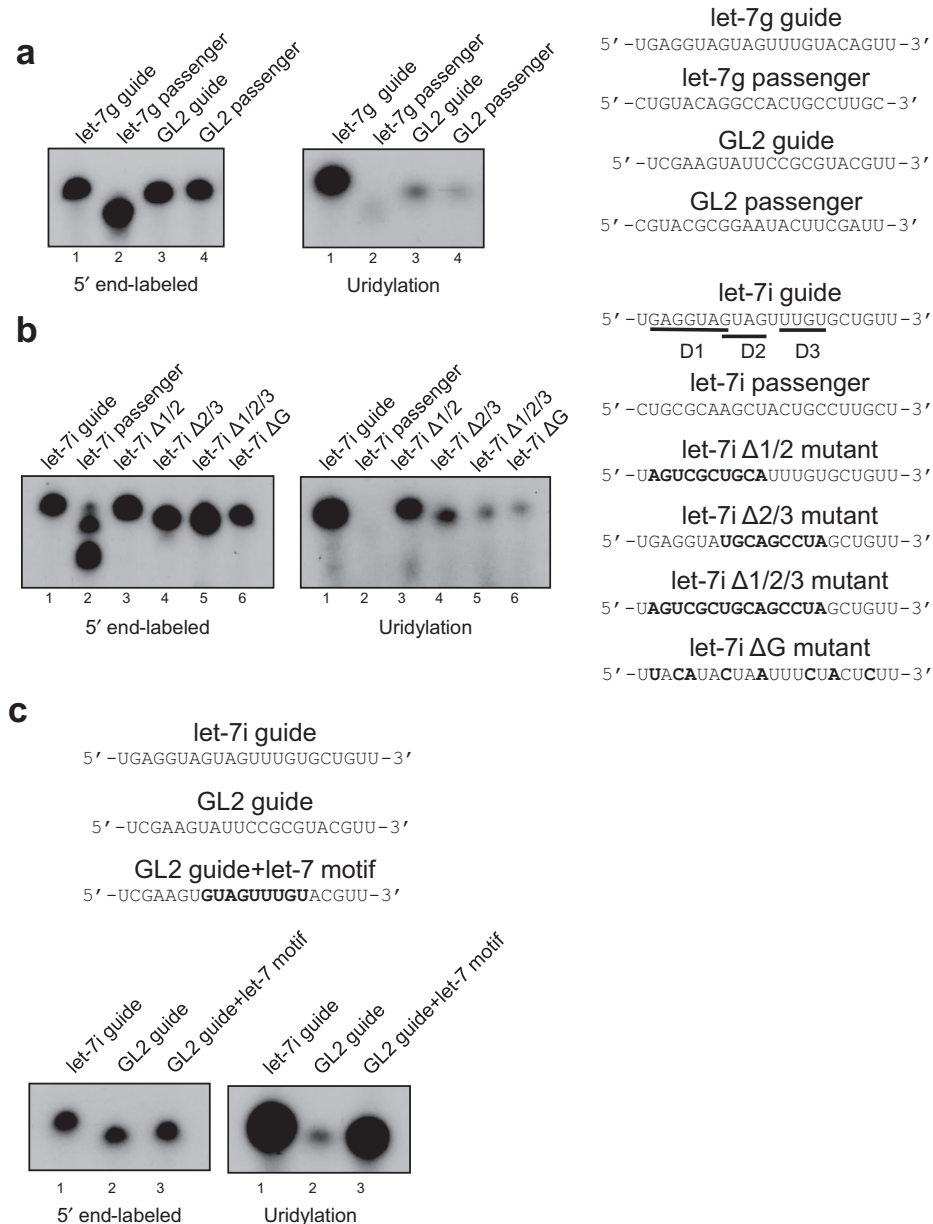 a
let-7g guide
let-7g passenger
GL2 guide
GL2 passenger
1 2 3 4
5′ end-labeled
let-7g guide
let-7g passenger
GL2 guide
GL2 passenger
1 2 3 4
Uridylation
let-7g guide
5′-UGAGGUAGUAGUUUGUACAGUU-3′
let-7g passenger
5′-CUGUACAGGCCACUGCCUUGC-3′
GL2 guide
5′-UCGAAGUAUUCCGCGUACGUU-3′
GL2 passenger
5′-CGUACGCGGAAUACUUCGAUU-3′
b
let-7i guide
let-7i passenger
let-7i Δ1/2
let-7i Δ2/3
let-7i Δ1/2/3
let-7i ΔG
1 2 3 4 5 6
5′ end-labeled
let-7i guide
let-7i passenger
let-7i Δ1/2
let-7i Δ2/3
let-7i Δ1/2/3
let-7i ΔG
1 2 3 4 5 6
Uridylation
let-7i guide
5′-UGAGGUAGUAGUUUGUGCUGUU-3′
D1 D2 D3
let-7i passenger
5′-CUGCGCAAGCUACUGCCUUGCU-3′
let-7i Δ1/2 mutant
5′-UAGUCGCUGCAUUUGUGCUGUU-3′
let-7i Δ2/3 mutant
5′-UGAGGUAUGCAGCCUAGCUGUU-3′
let-7i Δ1/2/3 mutant
5′-UAGUCGCUGCAGCCUAGCUGUU-3′
let-7i ΔG mutant
5′-UUACAUACUAAUUUCUACUCUU-3′
c
let-7i guide
5′-UGAGGUAGUAGUUUGUGCUGUU-3′
GL2 guide
5′-UCGAAGUAUUCCGCGUACGUU-3′
GL2 guide+let-7 motif
5′-UCGAAGUGUAGUUUGUACGUU-3′
let-7i guide
GL2 guide
GL2 guide+let-7 motif
1 2 3
5′ end-labeled
let-7i guide
GL2 guide
GL2 guide+let-7 motif
1 2 3
Uridylation